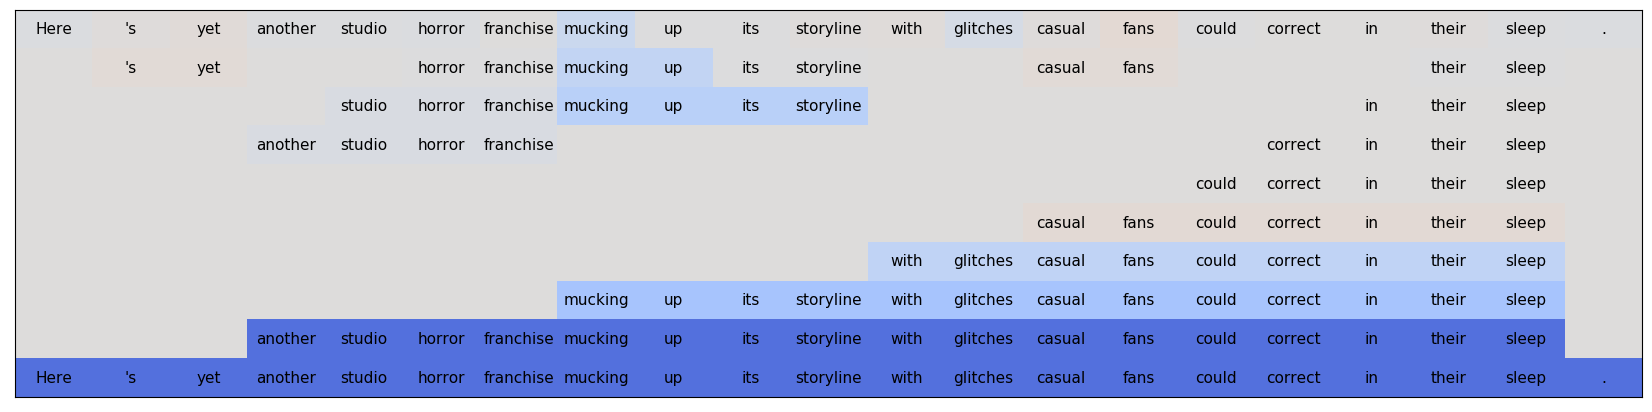 Here 's yet another studio horror franchise mucking up its storyline with glitches casual fans could correct in their sleep .
's yet horror franchise mucking up its storyline casual fans their sleep
studio horror franchise mucking up its storyline in their sleep
another studio horror franchise correct in their sleep
could correct in their sleep
casual fans could correct in their sleep
with glitches casual fans could correct in their sleep
mucking up its storyline with glitches casual fans could correct in their sleep
another studio horror franchise mucking up its storyline with glitches casual fans could correct in their sleep
Here 's yet another studio horror franchise mucking up its storyline with glitches casual fans could correct in their sleep .